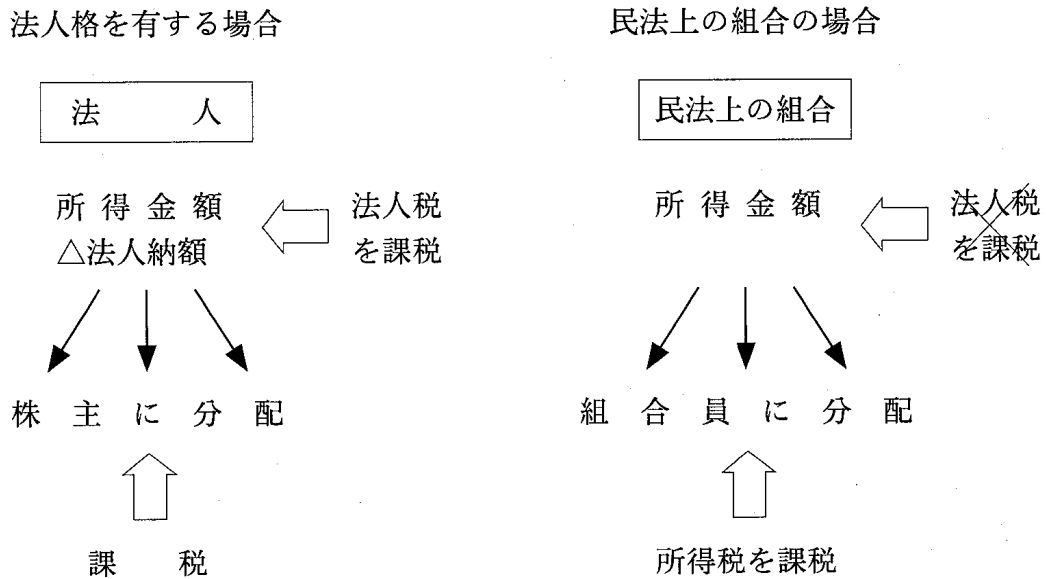 法人格を有する場合
法 人
所得金額
△法人納額
法人税
を課税
株主に分配
課 税
民法上の組合の場合
民法上の組合
所得金額
法人税
を課税
組合員に分配
所得税を課税